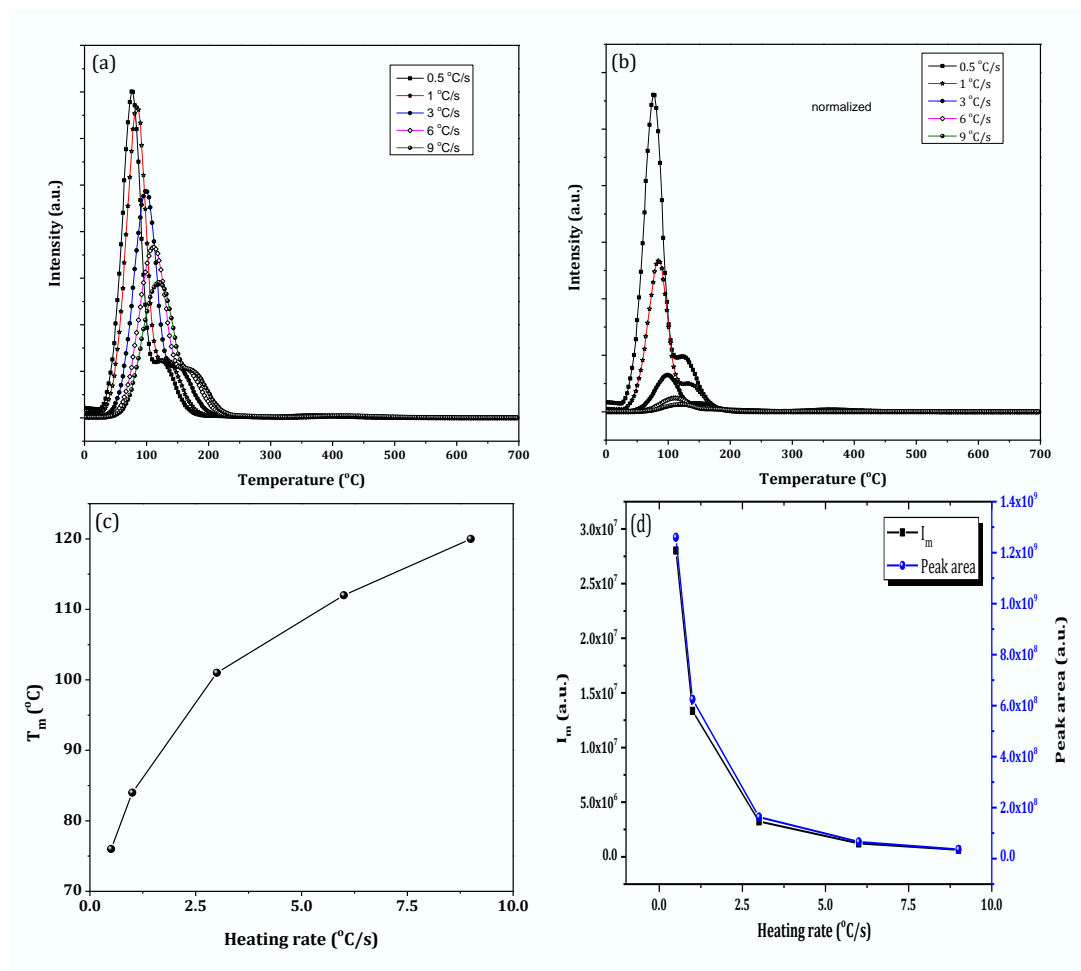 (a)
0.5 °C/s
1 °C/s
3 °C/s
6 °C/s
9 °C/s
Intensity (a.u.)
0 100 200 300 400 500 600 700
Temperature (°C)
(b)
0.5 °C/s
1 °C/s
3 °C/s
6 °C/s
9 °C/s
normalized
Intensity (a.u.)
0 100 200 300 400 500 600 700
Temperature (°C)
(c)
120
110
100
90
80
70
Tm (°C)
0.0 2.5 5.0 7.5 10.0
Heating rate (°C/s)
(d)
Im
Peak area
3.0x10⁷
2.5x10⁷
2.0x10⁷
1.5x10⁷
1.0x10⁷
5.0x10⁶
0.0
Im (a.u.)
1.4x10⁹
1.2x10⁹
1.0x10⁹
8.0x10⁸
6.0x10⁸
4.0x10⁸
2.0x10⁸
0.0
Peak area (a.u.)
0.0 2.5 5.0 7.5 10.0
Heating rate (°C/s)